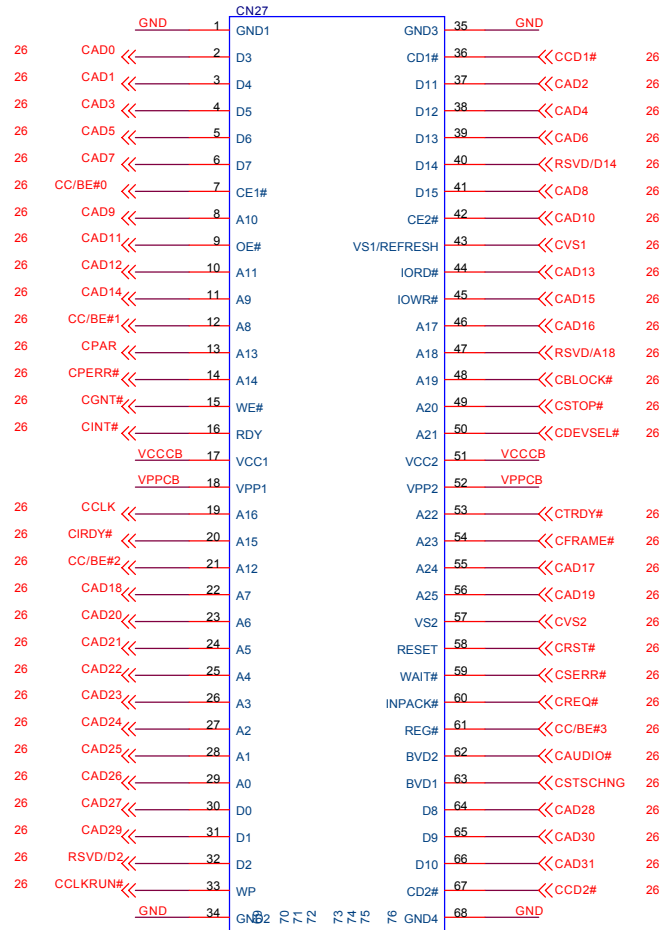 CN27
GND 1 GND1 GND3 35 GND
26 CAD0 2 D3 CD1# 36 CCD1# 26
26 CAD1 3 D4 D11 37 CAD2 26
26 CAD3 4 D5 D12 38 CAD4 26
26 CAD5 5 D6 D13 39 CAD6 26
26 CAD7 6 D7 D14 40 RSVD/D14 26
26 CC/BE#0 7 CE1# D15 41 CAD8 26
26 CAD9 8 A10 CE2# 42 CAD10 26
26 CAD11 9 OE# VS1/REFRESH 43 CVS1 26
26 CAD12 10 A11 IORD# 44 CAD13 26
26 CAD14 11 A9 IOWR# 45 CAD15 26
26 CC/BE#1 12 A8 A17 46 CAD16 26
26 CPAR 13 A13 A18 47 RSVD/A18 26
26 CPERR# 14 A14 A19 48 CBLOCK# 26
26 CGNT# 15 WE# A20 49 CSTOP# 26
26 CINT# 16 RDY A21 50 CDEVSEL# 26
VCCCB 17 VCC1 VCC2 51 VCCCB
VPPCB 18 VPP1 VPP2 52 VPPCB
26 CCLK 19 A16 A22 53 CTRDY# 26
26 CIRDY# 20 A15 A23 54 CFRAME# 26
26 CC/BE#2 21 A12 A24 55 CAD17 26
26 CAD18 22 A7 A25 56 CAD19 26
26 CAD20 23 A6 VS2 57 CVS2 26
26 CAD21 24 A5 RESET 58 CRST# 26
26 CAD22 25 A4 WAIT# 59 CSERR# 26
26 CAD23 26 A3 INPACK# 60 CREQ# 26
26 CAD24 27 A2 REG# 61 CC/BE#3 26
26 CAD25 28 A1 BVD2 62 CAUDIO# 26
26 CAD26 29 A0 BVD1 63 CSTSCHNG 26
26 CAD27 30 D0 D8 64 CAD28 26
26 CAD29 31 D1 D9 65 CAD30 26
26 RSVD/D2 32 D2 D10 66 CAD31 26
26 CCLKRUN# 33 WP CD2# 67 CCD2# 26
GND 34 GND2 70 71 72 73 74 75 76 GND4 68 GND